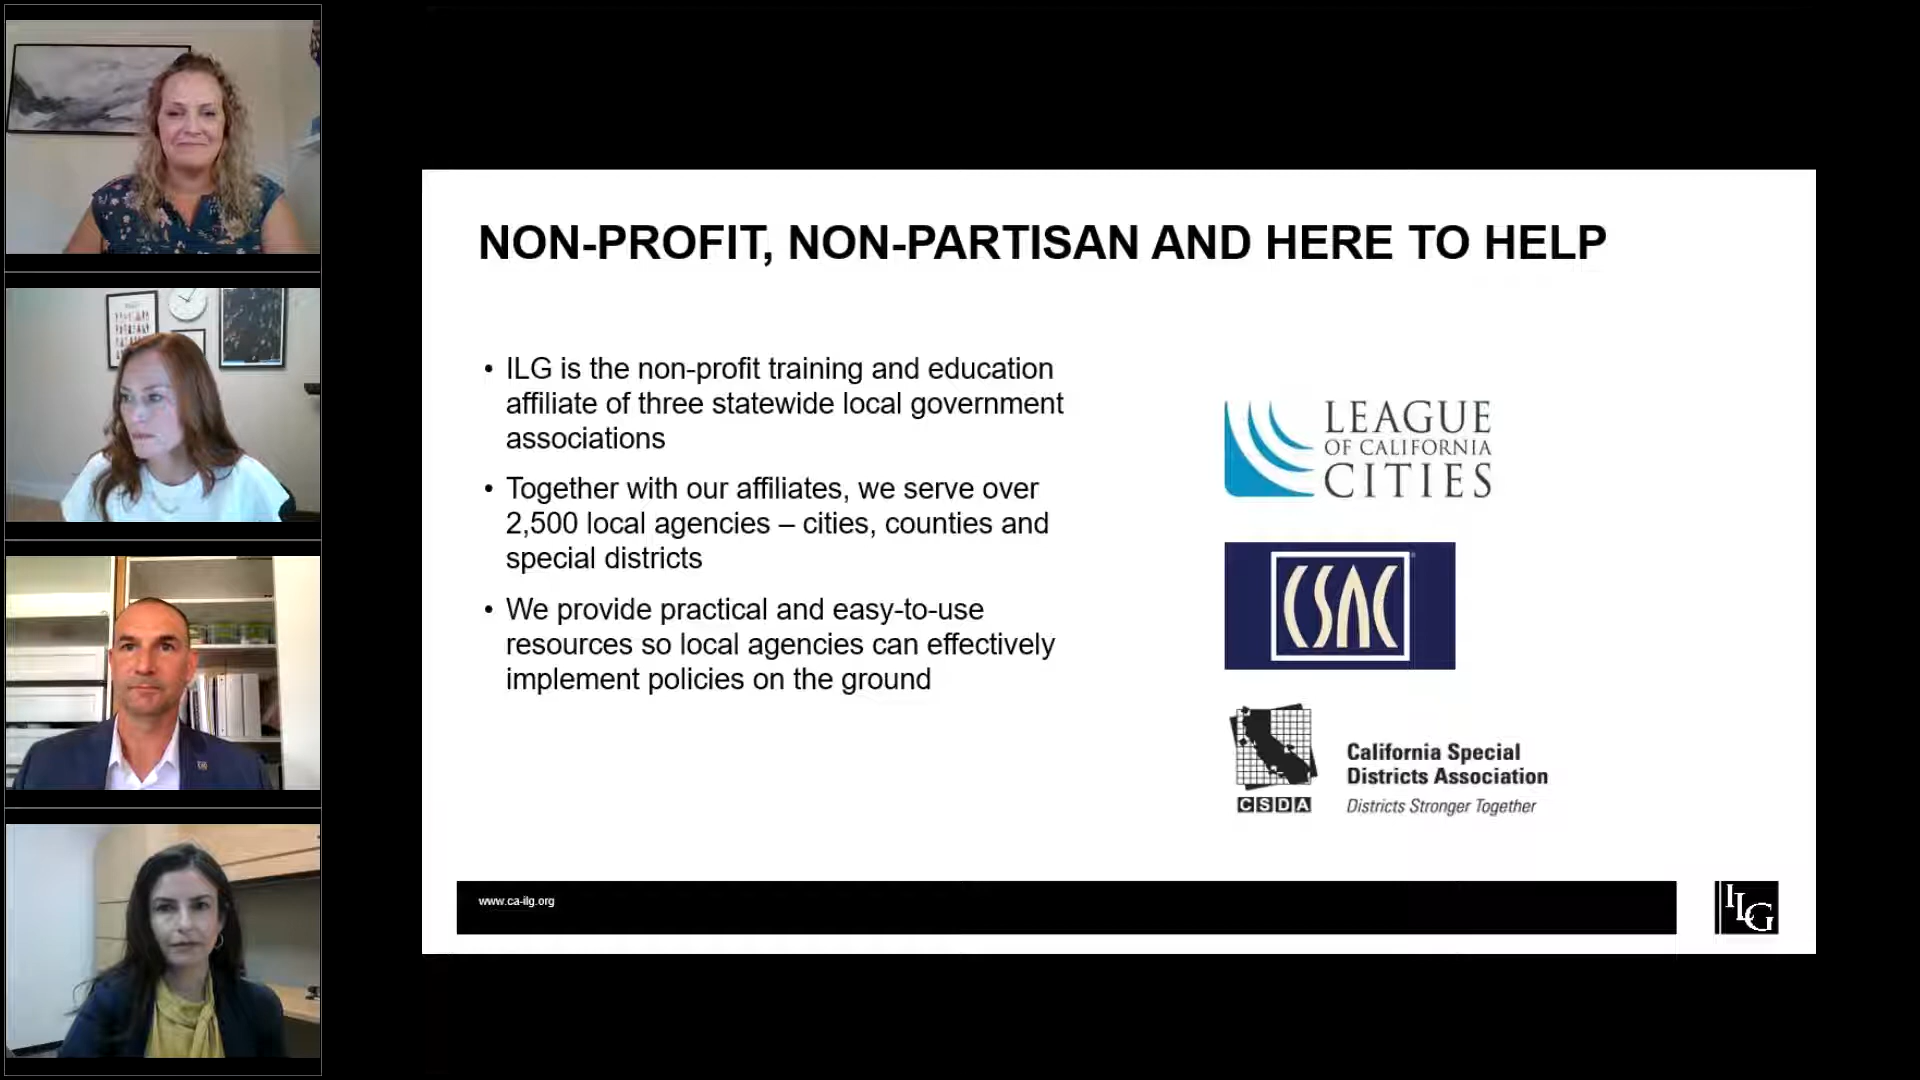 NON-PROFIT, NON-PARTISAN AND HERE TO HELP
• ILG is the non-profit training and education
affiliate of three statewide local government
associations
• Together with our affiliates, we serve over
2,500 local agencies – cities, counties and
special districts
• We provide practical and easy-to-use
resources so local agencies can effectively
implement policies on the ground
LEAGUE
OF CALIFORNIA
CITIES
CSAC
CSDA
California Special
Districts Association
Districts Stronger Together
www.ca-ilg.org
ILG